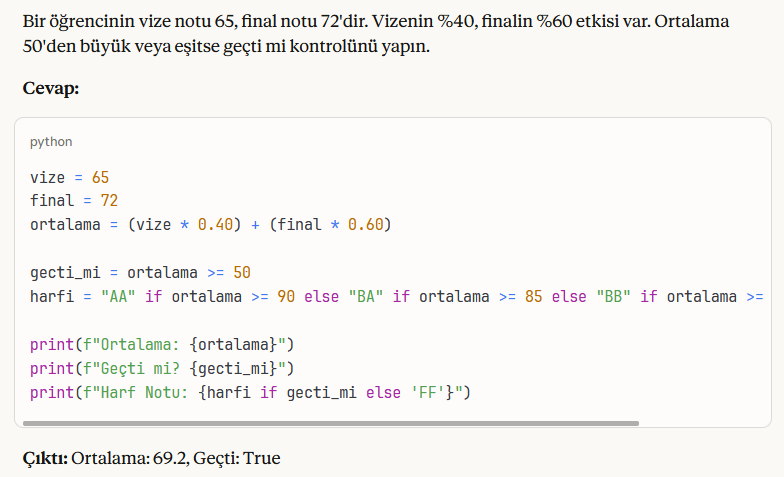 Bir öğrencinin vize notu 65, final notu 72'dir. Vizenin %40, finalin %60 etkisi var. Ortalama
50'den büyük veya eşitse geçti mi kontrolünü yapın.
Cevap:
python
vize = 65
final = 72
ortalama = (vize * 0.40) + (final * 0.60)
gecti_mi = ortalama >= 50
harfi = "AA" if ortalama >= 90 else "BA" if ortalama >= 85 else "BB" if ortalama >=
print(f"Ortalama: {ortalama}")
print(f"Geçti mi? {gecti_mi}")
print(f"Harf Notu: {harfi if gecti_mi else 'FF'}")
Çıktı: Ortalama: 69.2, Geçti: True